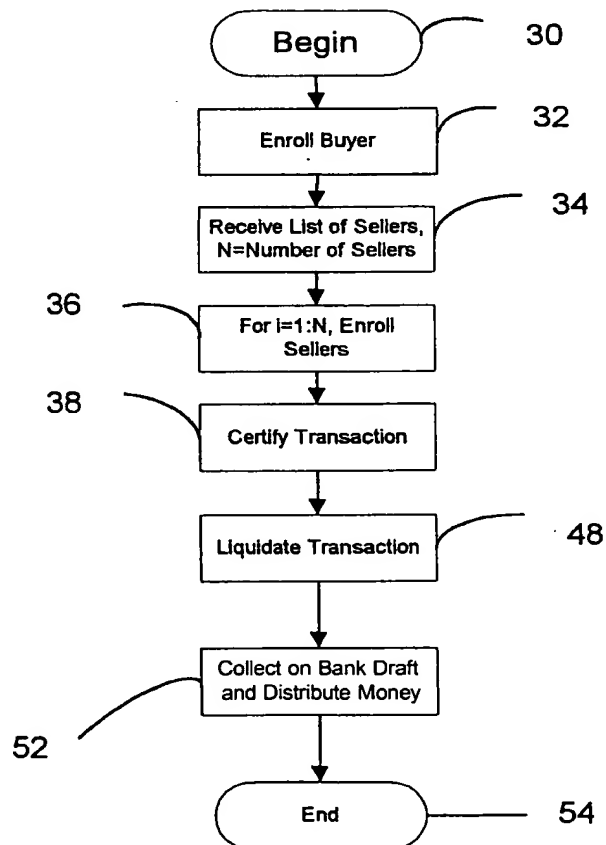 Begin
30
Enroll Buyer
32
Receive List of Sellers,
N=Number of Sellers
34
36
For i=1:N, Enroll
Sellers
38
Certify Transaction
Liquidate Transaction
48
Collect on Bank Draft
and Distribute Money
52
End
54